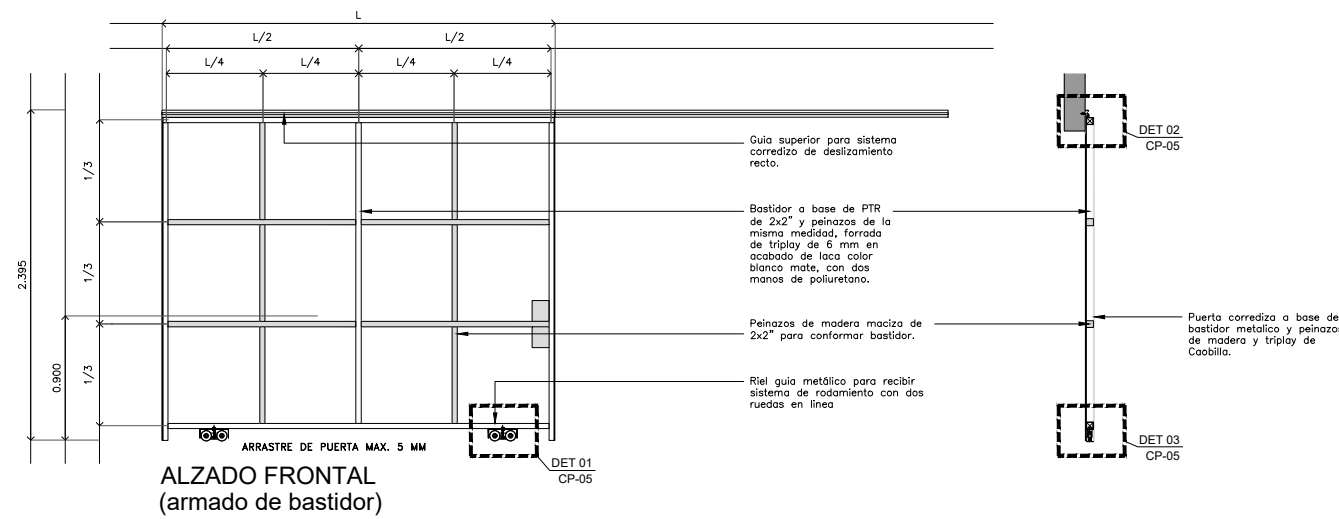 L
L/2
L/2
L/4
L/4
L/4
L/4
2.395
0.900
1/3
1/3
1/3
Guia superior para sistema
corredizo de deslizamiento
recto.
Bastidor a base de PTR
de 2x2" y peinazos de la
misma medidad, forrada
de triplay de 6 mm en
acabado de laca color
blanco mate, con dos
manos de poliuretano.
Peinazos de madera maciza de
2x2" para conformar bastidor.
Riel guia metálico para recibir
sistema de rodamiento con dos
ruedas en linea
ARRASTRE DE PUERTA MAX. 5 MM
DET 01
CP-05
ALZADO FRONTAL
(armado de bastidor)
DET 02
CP-05
Puerta corrediza a base de
bastidor metalico y peinazos
de madera y triplay de
Caobilla.
DET 03
CP-05